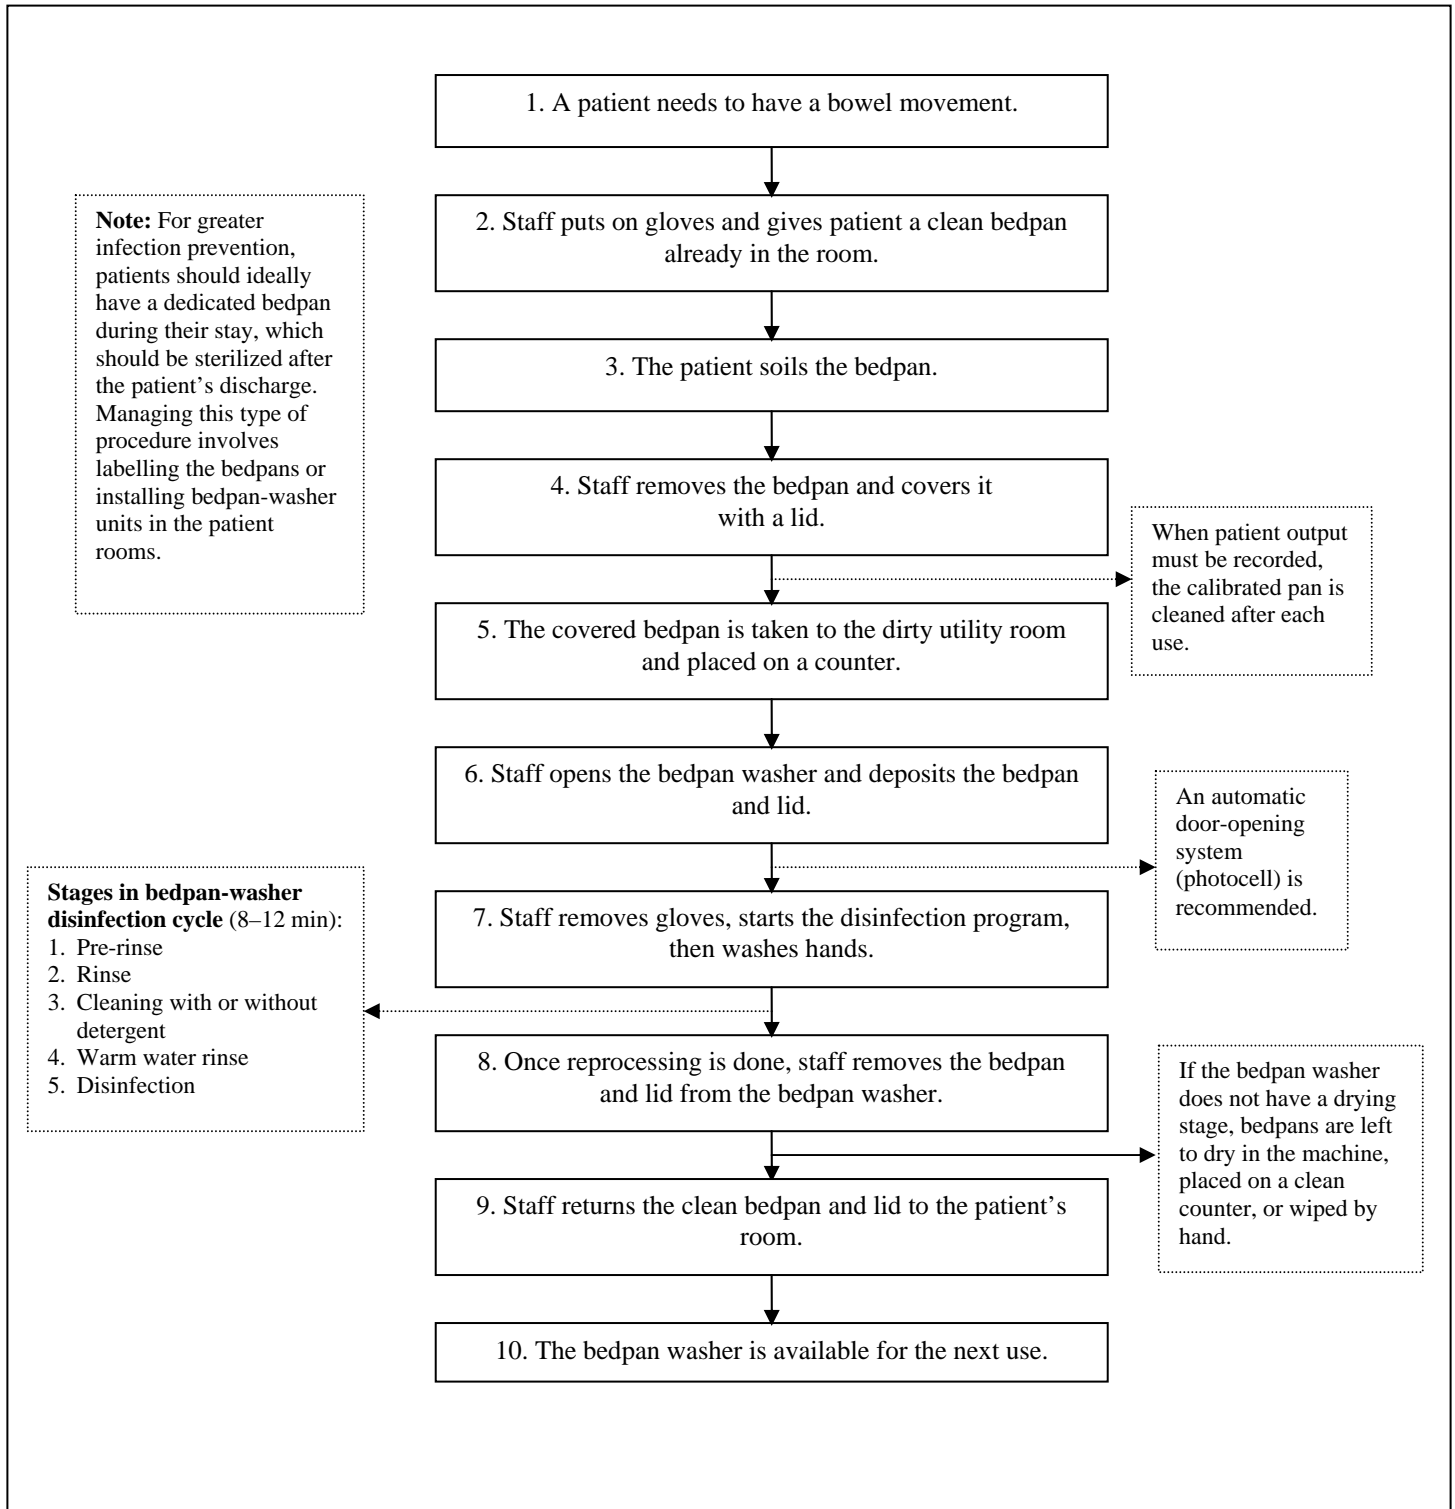 1. A patient needs to have a bowel movement.
Note: For greater
infection prevention,
patients should ideally
have a dedicated bedpan
during their stay, which
should be sterilized after
the patient’s discharge.
Managing this type of
procedure involves
labelling the bedpans or
installing bedpan-washer
units in the patient
rooms.
2. Staff puts on gloves and gives patient a clean bedpan
already in the room.
3. The patient soils the bedpan.
4. Staff removes the bedpan and covers it
with a lid.
When patient output
must be recorded,
the calibrated pan is
cleaned after each
use.
5. The covered bedpan is taken to the dirty utility room
and placed on a counter.
6. Staff opens the bedpan washer and deposits the bedpan
and lid.
An automatic
door-opening
system
(photocell) is
recommended.
7. Staff removes gloves, starts the disinfection program,
then washes hands.
Stages in bedpan-washer
disinfection cycle (8–12 min):
1. Pre-rinse
2. Rinse
3. Cleaning with or without
detergent
4. Warm water rinse
5. Disinfection
8. Once reprocessing is done, staff removes the bedpan
and lid from the bedpan washer.
If the bedpan washer
does not have a drying
stage, bedpans are left
to dry in the machine,
placed on a clean
counter, or wiped by
hand.
9. Staff returns the clean bedpan and lid to the patient’s
room.
10. The bedpan washer is available for the next use.